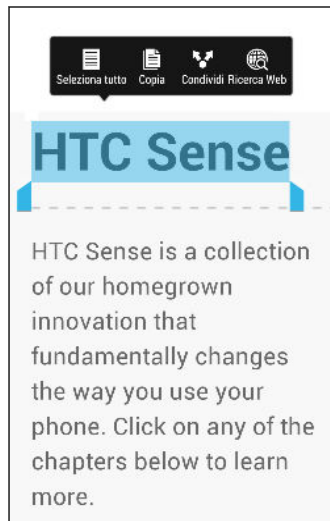 Seleziona tutto Copia Condividi Ricerca Web
HTC Sense
HTC Sense is a collection
of our homegrown
innovation that
fundamentally changes
the way you use your
phone. Click on any of the
chapters below to learn
more.